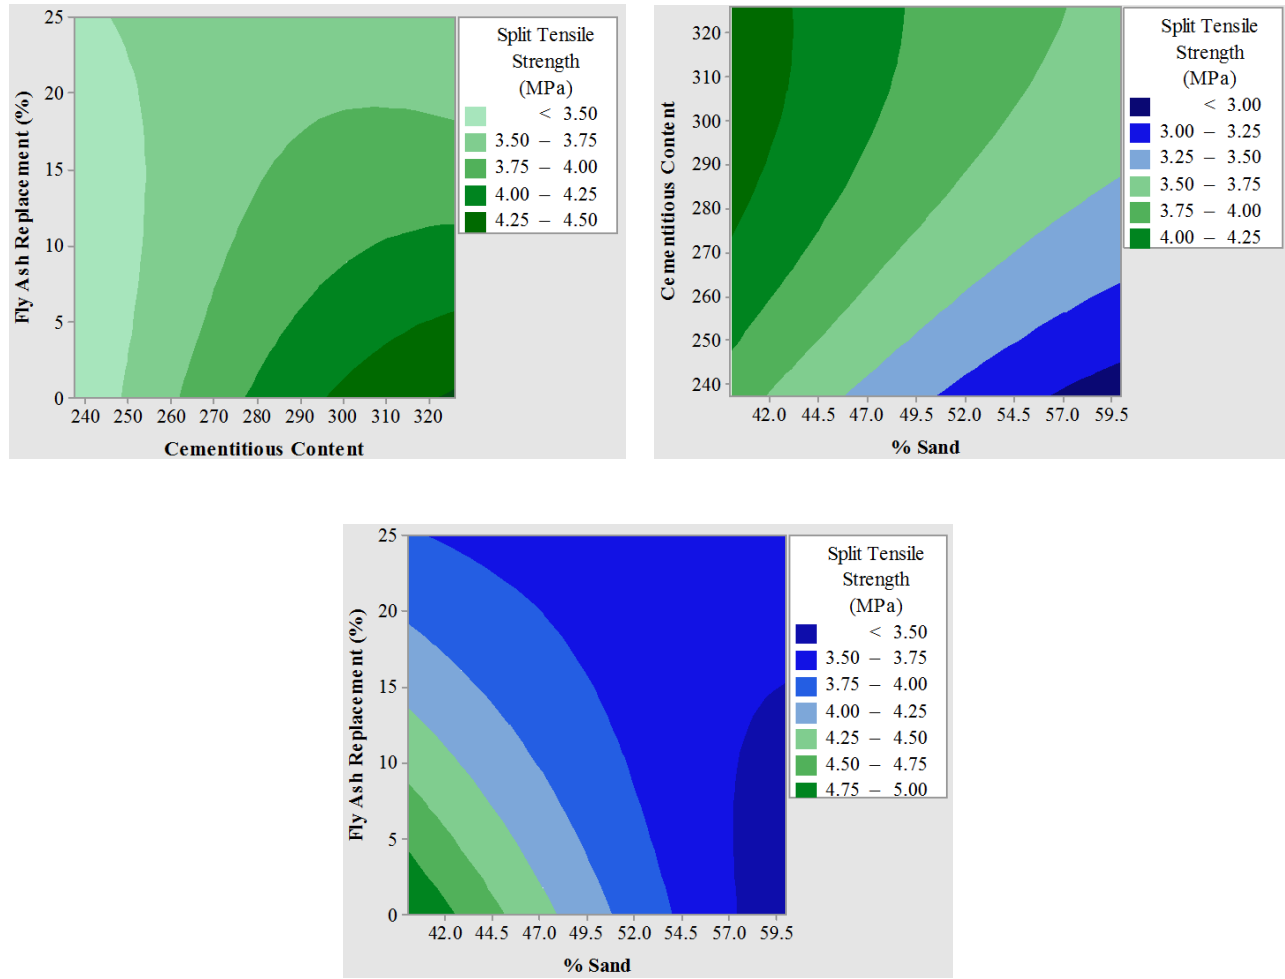 25
20
15
10
5
0
Fly Ash Replacement (%)
240 250 260 270 280 290 300 310 320
Cementitious Content
Split Tensile
Strength
(MPa)
< 3.50
3.50 – 3.75
3.75 – 4.00
4.00 – 4.25
4.25 – 4.50
320
310
300
290
280
270
260
250
240
Cementitious Content
42.0 44.5 47.0 49.5 52.0 54.5 57.0 59.5
% Sand
Split Tensile
Strength
(MPa)
< 3.00
3.00 – 3.25
3.25 – 3.50
3.50 – 3.75
3.75 – 4.00
4.00 – 4.25
25
20
15
10
5
0
Fly Ash Replacement (%)
42.0 44.5 47.0 49.5 52.0 54.5 57.0 59.5
% Sand
Split Tensile
Strength
(MPa)
< 3.50
3.50 – 3.75
3.75 – 4.00
4.00 – 4.25
4.25 – 4.50
4.50 – 4.75
4.75 – 5.00